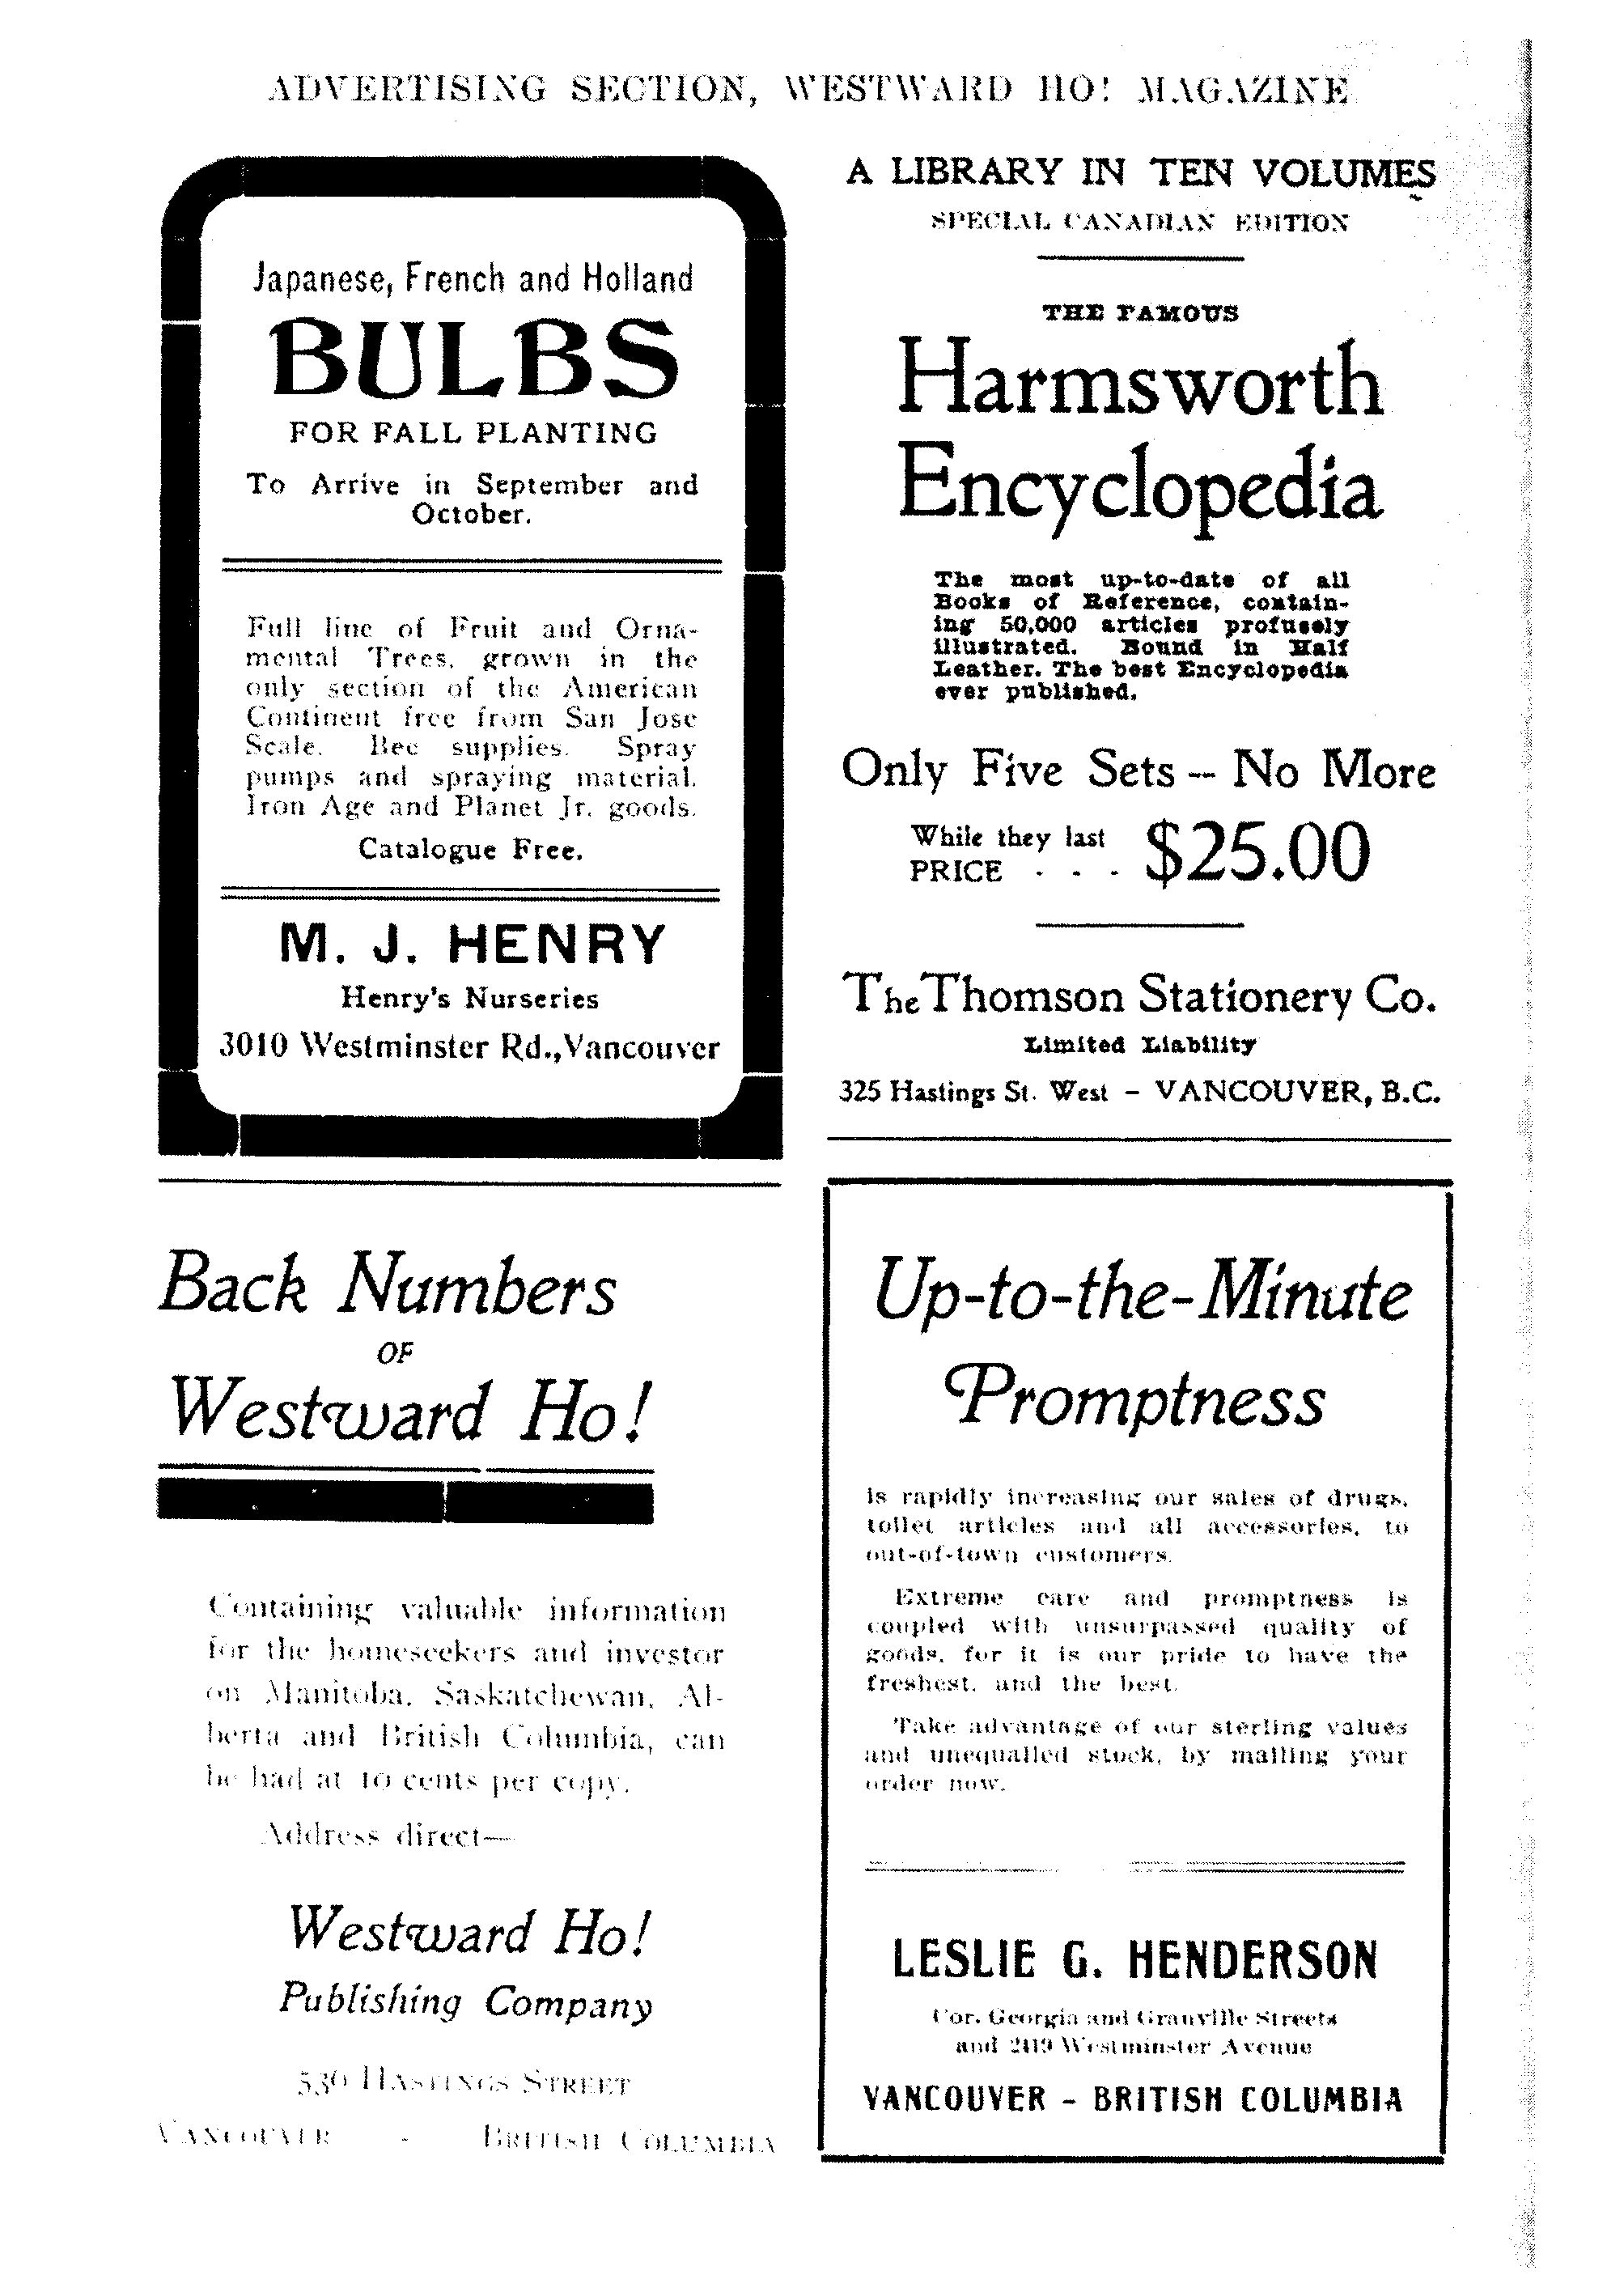 ADVERTISING SECTION, WESTWARD HO! MAGAZINE
Japanese, French and Holland
BULBS
FOR FALL PLANTING
To Arrive in September and
October.
Full line of Fruit and Orna-
mental Trees, grown in the
only section of the American
Continent free from San Jose
Scale. Bee supplies. Spray
pumps and spraying material.
Iron Age and Planet Jr. goods.
Catalogue Free.
M. J. HENRY
Henry's Nurseries
3010 Westminster Rd., Vancouver
A LIBRARY IN TEN VOLUMES
SPECIAL CANADIAN EDITION
THE FAMOUS
Harmsworth
Encyclopedia
The most up-to-date of all
Books of Reference, contain-
ing 50,000 articles profusely
illustrated. Bound in Half
Leather. The best Encyclopedia
ever published.
Only Five Sets — No More
While they last
PRICE - - - $25.00
The Thomson Stationery Co.
Limited Liability
325 Hastings St. West - VANCOUVER, B.C.
Back Numbers
OF
Westward Ho!
Containing valuable information
for the homeseekers and investor
on Manitoba, Saskatchewan, Al-
berta and British Columbia, can
be had at 10 cents per copy.
Address direct—
Westward Ho!
Publishing Company
530 HASTINGS STREET
VANCOUVER - BRITISH COLUMBIA
Up-to-the-Minute
Promptness
is rapidly increasing our sales of drugs,
toilet articles and all accessories, to
out-of-town customers.
Extreme care and promptness is
coupled with unsurpassed quality of
goods, for it is our pride to have the
freshest, and the best.
Take advantage of our sterling values
and unequalled stock, by mailing your
order now.
LESLIE G. HENDERSON
Cor. Georgia and Granville Streets
and 2419 Westminster Avenue
VANCOUVER - BRITISH COLUMBIA